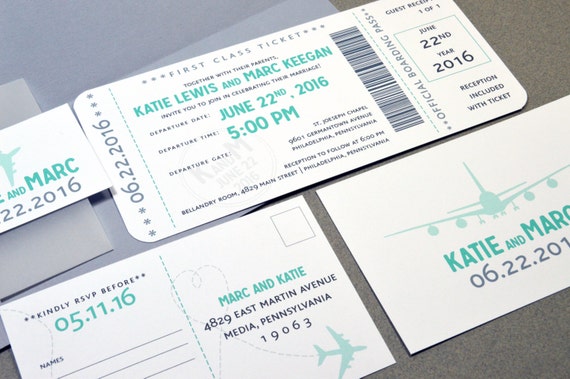 ***FIRST CLASS TICKET***
TOGETHER WITH THEIR PARENTS,
KATIE LEWIS AND MARC KEEGAN
INVITE YOU TO JOIN IN CELEBRATING THEIR MARRIAGE!
DEPARTURE DATE: JUNE 22ND, 2016
DEPARTURE TIME: 5:00 PM
DEPARTURE GATE:
ST. JOSEPH CHAPEL
9601 GERMANTOWN AVENUE
PHILADELPHIA, PENNSYLVANIA
RECEPTION TO FOLLOW AT 6:00 PM
BELLANDRY ROOM, 4829 MAIN STREET | PHILADELPHIA, PENNSYLVANIA
K AND M
JUNE 22
2016
***06.22.2016***
*OFFICIAL BOARDING PASS*
GUEST RECEIPT
1 OF 1
JUNE
22ND
YEAR
2016
RECEPTION
INCLUDED
WITH TICKET
AND MARC
.22.2016
KATIE AND MARC
06.22.2016
**KINDLY RSVP BEFORE**
05.11.16
NAMES
MARC AND KATIE
4829 EAST MARTIN AVENUE
MEDIA, PENNSYLVANIA
19063